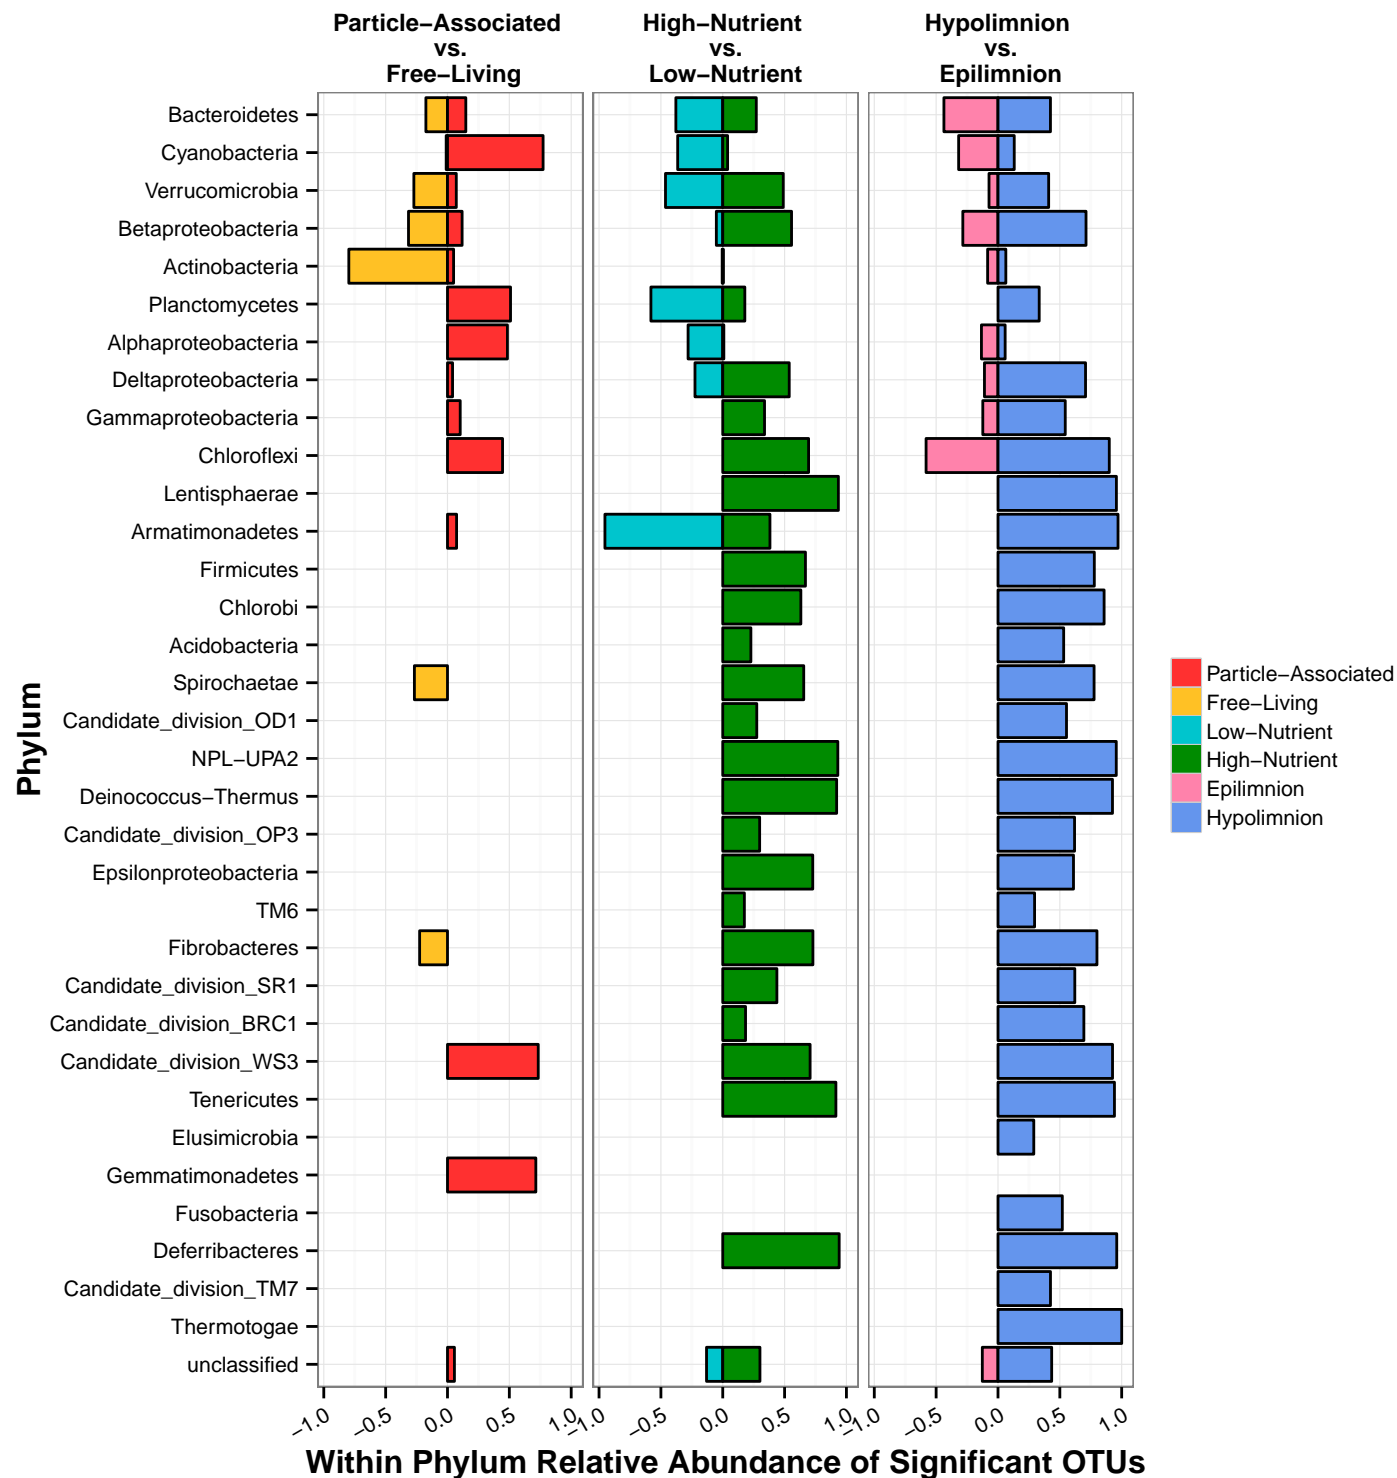 Particle−Associated
vs.
Free−Living
High−Nutrient
vs.
Low−Nutrient
Hypolimnion
vs.
Epilimnion
Phylum
Bacteroidetes
Cyanobacteria
Verrucomicrobia
Betaproteobacteria
Actinobacteria
Planctomycetes
Alphaproteobacteria
Deltaproteobacteria
Gammaproteobacteria
Chloroflexi
Lentisphaerae
Armatimonadetes
Firmicutes
Chlorobi
Acidobacteria
Spirochaetae
Candidate_division_OD1
NPL−UPA2
Deinococcus−Thermus
Candidate_division_OP3
Epsilonproteobacteria
TM6
Fibrobacteres
Candidate_division_SR1
Candidate_division_BRC1
Candidate_division_WS3
Tenericutes
Elusimicrobia
Gemmatimonadetes
Fusobacteria
Deferribacteres
Candidate_division_TM7
Thermotogae
unclassified
Particle−Associated
Free−Living
Low−Nutrient
High−Nutrient
Epilimnion
Hypolimnion
−1.0 −0.5 0.0 0.5 1.0 −1.0 −0.5 0.0 0.5 1.0 −1.0 −0.5 0.0 0.5 1.0
Within Phylum Relative Abundance of Significant OTUs